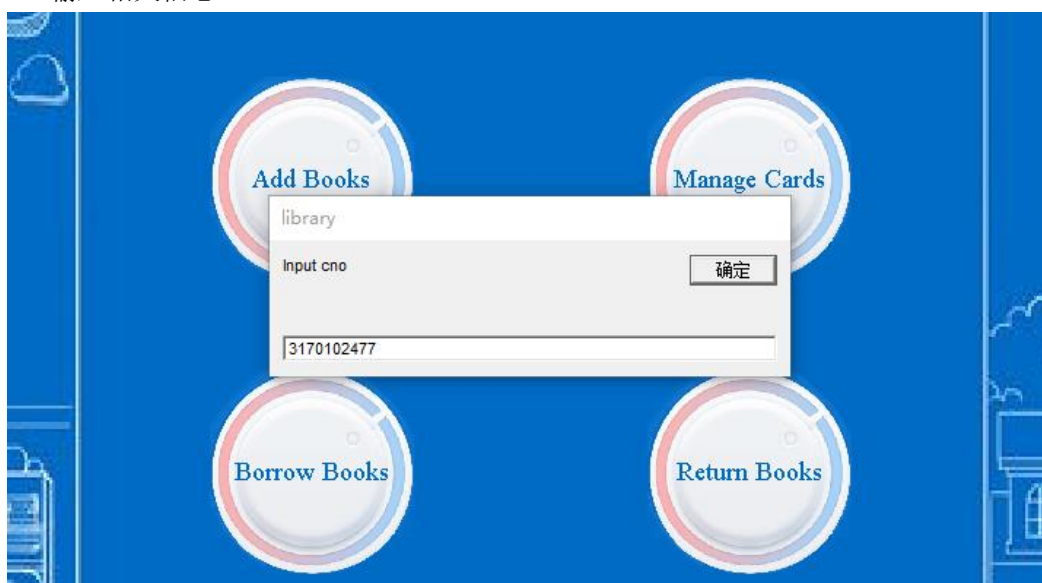 Add Books
Manage Cards
library
Input cno
确定
3170102477
Borrow Books
Return Books